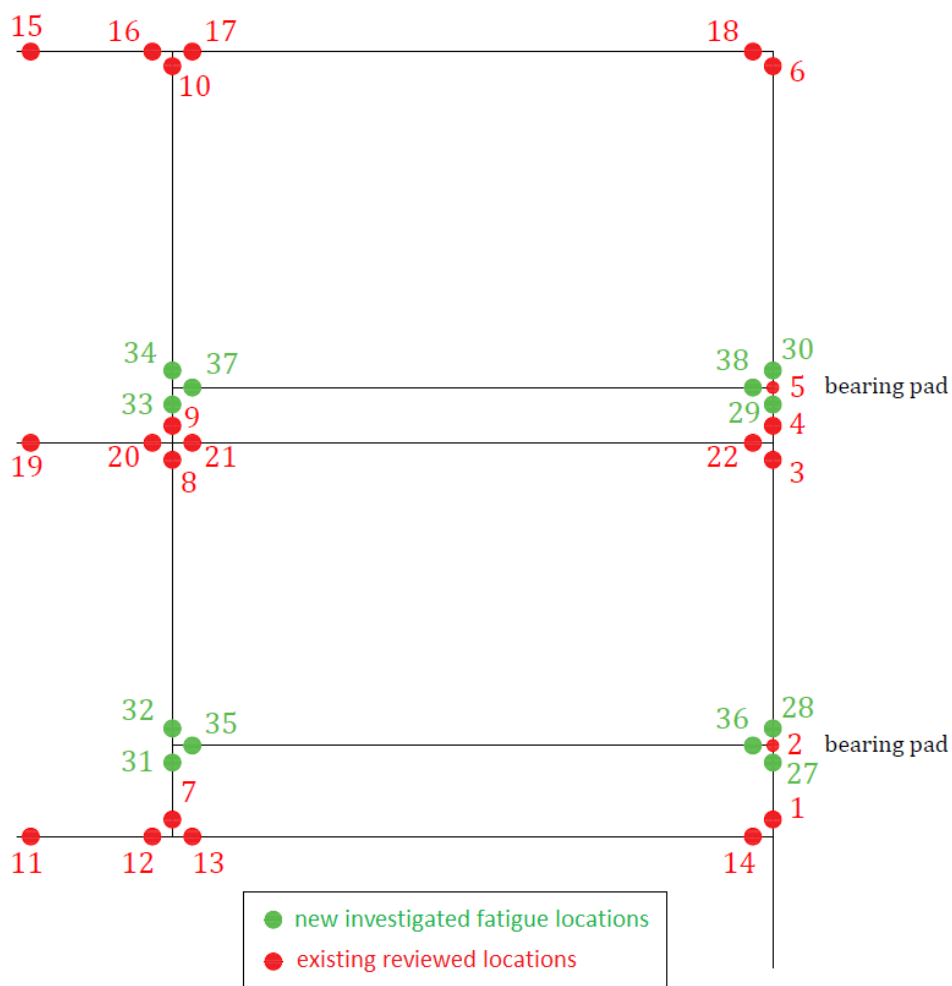 15 16 17 18
10 6
34 37 38 30
5 bearing pad
33 9 29 4
19 20 21 22 3
8
32 35 36 28
2 bearing pad
31 27
7 1
11 12 13 14
new investigated fatigue locations
existing reviewed locations